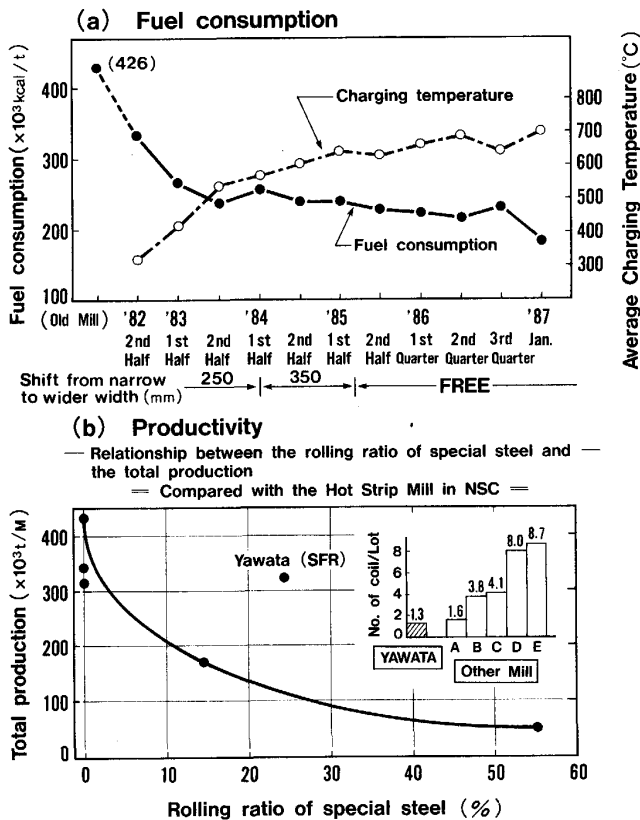 (a) Fuel consumption
Fuel consumption (×10³kcal/t)
400
300
200
100
(426)
Charging temperature
Fuel consumption
800
700
600
500
400
300
Average Charging Temperature (°C)
(Old Mill) '82 '83 '84 '85 '86 '87
2nd Half 1st Half 2nd Half 1st Half 2nd Half 1st Half 2nd Half 1st Quarter 2nd Quarter 3rd Quarter Jan.
Shift from narrow to wider width (mm)
250
350
FREE
(b) Productivity
Relationship between the rolling ratio of special steel and
the total production
Compared with the Hot Strip Mill in NSC
Total production (×10³t/M)
400
300
200
100
0
Yawata (SFR)
No. of coil/Lot
8
6
4
2
0
1.3
1.6
3.8
4.1
8.0
8.7
A B C D E
YAWATA
Other Mill
0 10 20 30 40 50 60
Rolling ratio of special steel (%)